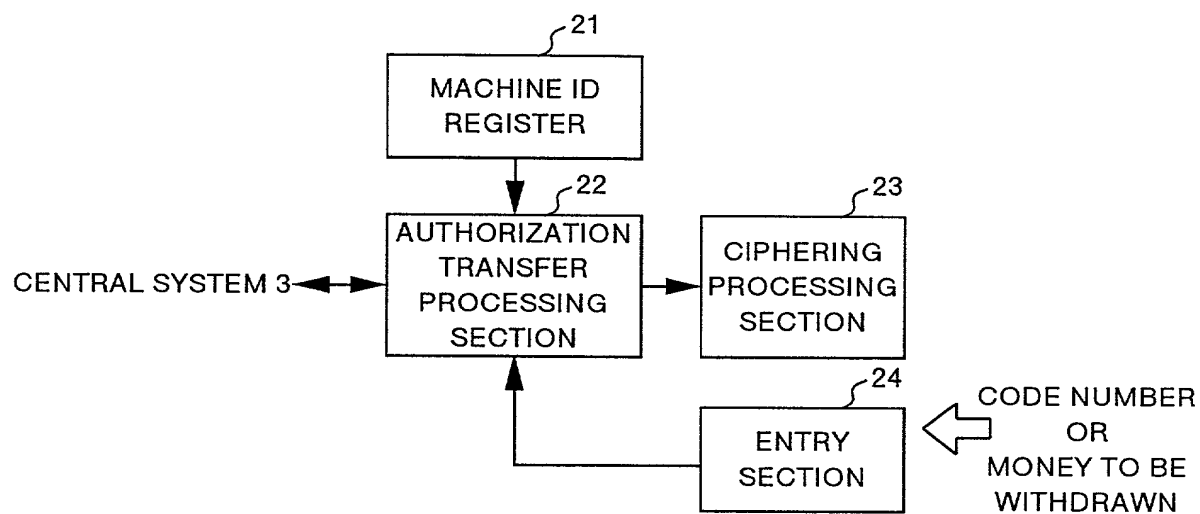 21
MACHINE ID
REGISTER
22
AUTHORIZATION
TRANSFER
PROCESSING
SECTION
23
CIPHERING
PROCESSING
SECTION
CENTRAL SYSTEM 3
24
ENTRY
SECTION
CODE NUMBER
OR
MONEY TO BE
WITHDRAWN